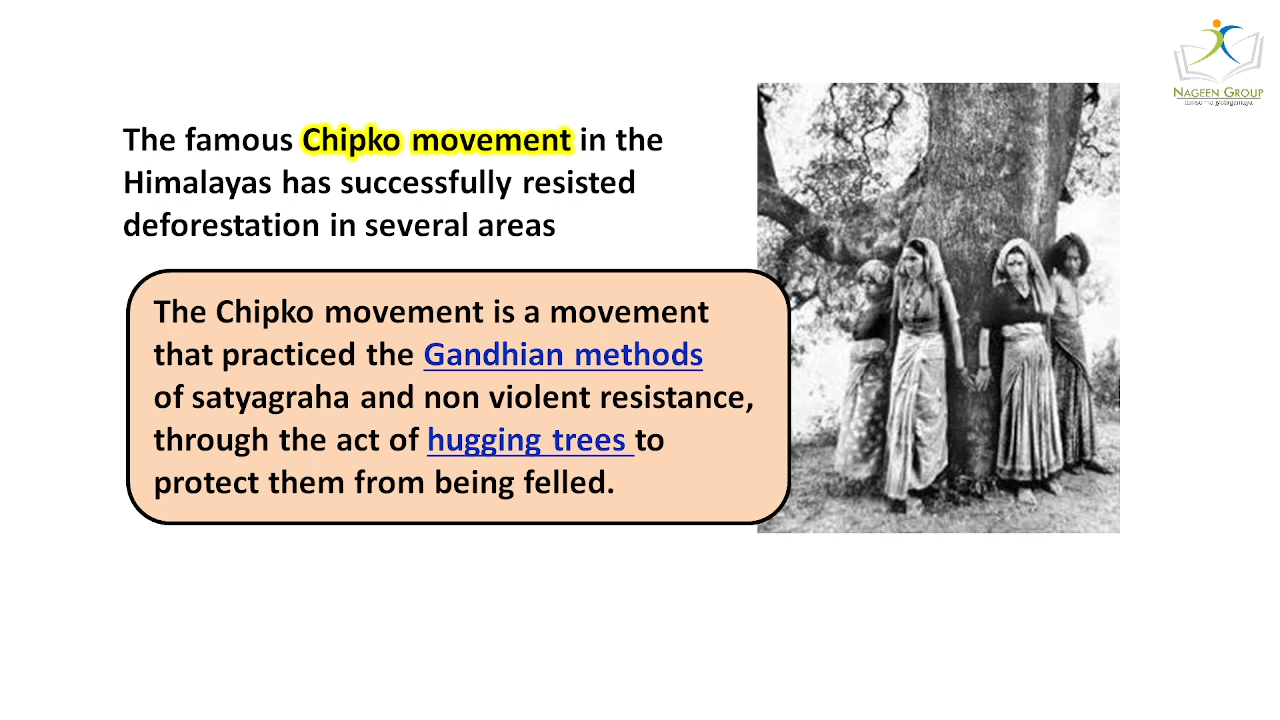 The famous Chipko movement in the
Himalayas has successfully resisted
deforestation in several areas
The Chipko movement is a movement
that practiced the Gandhian methods
of satyagraha and non violent resistance,
through the act of hugging trees to
protect them from being felled.
NAGEEN GROUP